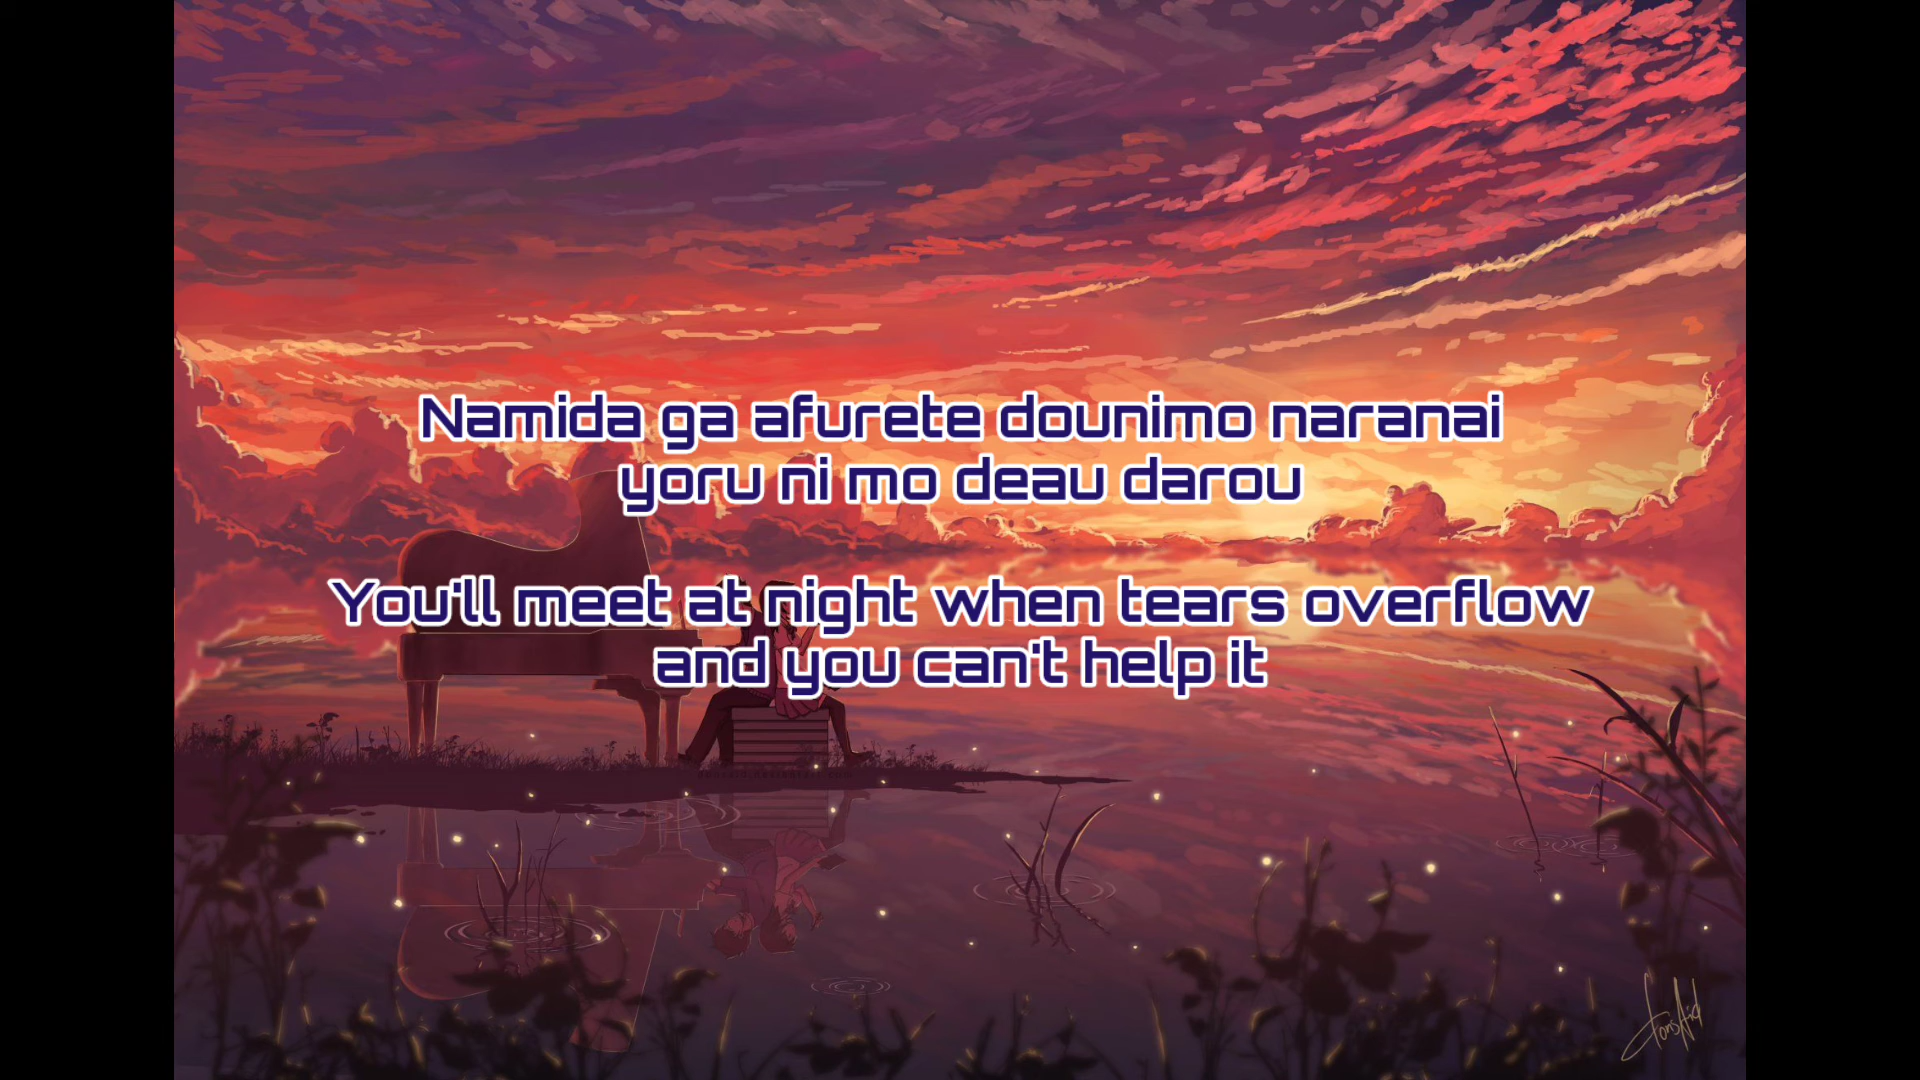 Namida ga afurete dounimo naranai
yoru ni mo deau darou
You'll meet at night when tears overflow
and you can't help it